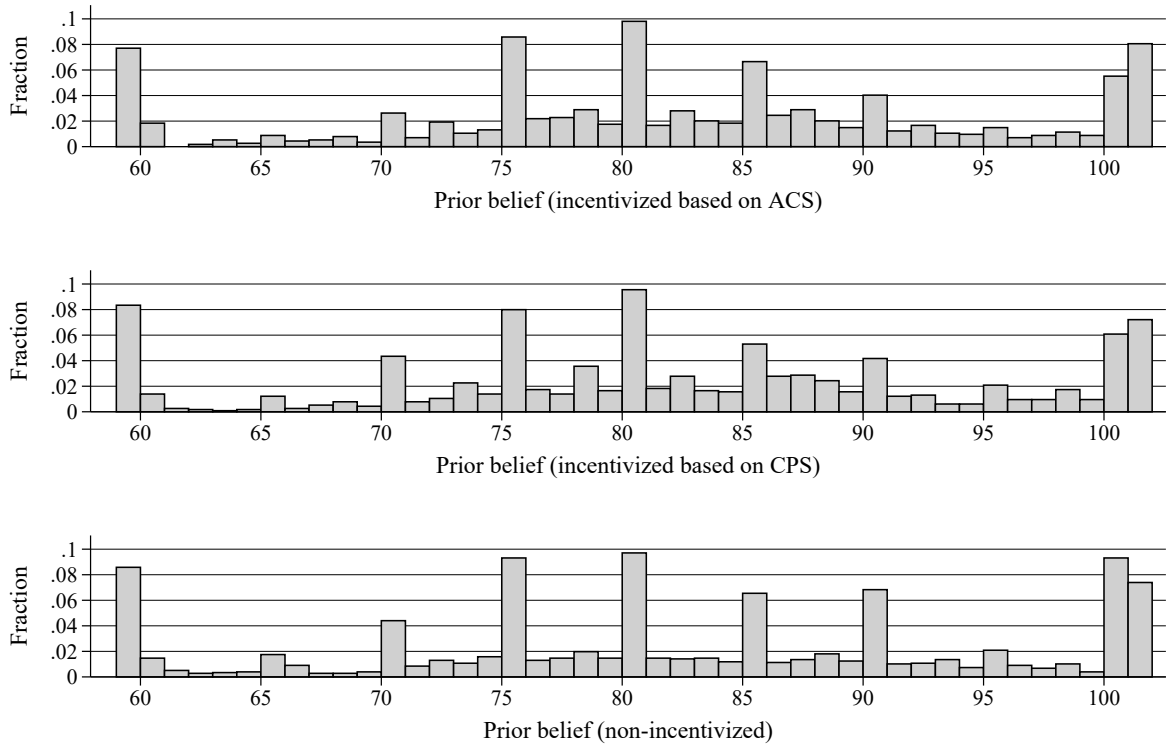 Fraction
.1
.08
.06
.04
.02
0
60 65 70 75 80 85 90 95 100
Prior belief (incentivized based on ACS)
Fraction
.1
.08
.06
.04
.02
0
60 65 70 75 80 85 90 95 100
Prior belief (incentivized based on CPS)
Fraction
.1
.08
.06
.04
.02
0
60 65 70 75 80 85 90 95 100
Prior belief (non-incentivized)